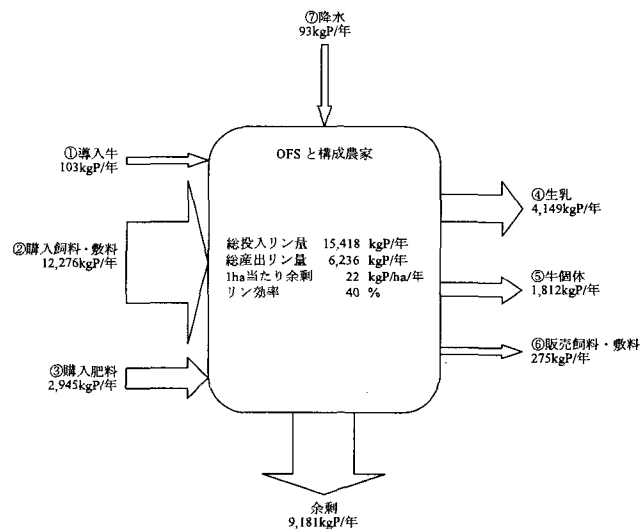 ⑦降水
93kgP/年
①導入牛
103kgP/年
OFS と構成農家
④生乳
4,149kgP/年
②購入飼料・敷料
12,276kgP/年
総投入リン量 15,418 kgP/年
総産出リン量 6,236 kgP/年
1ha当たり余剰 22 kgP/ha/年
リン効率 40 %
⑤牛個体
1,812kgP/年
⑥販売飼料・敷料
275kgP/年
③購入肥料
2,945kgP/年
余剰
9,181kgP/年